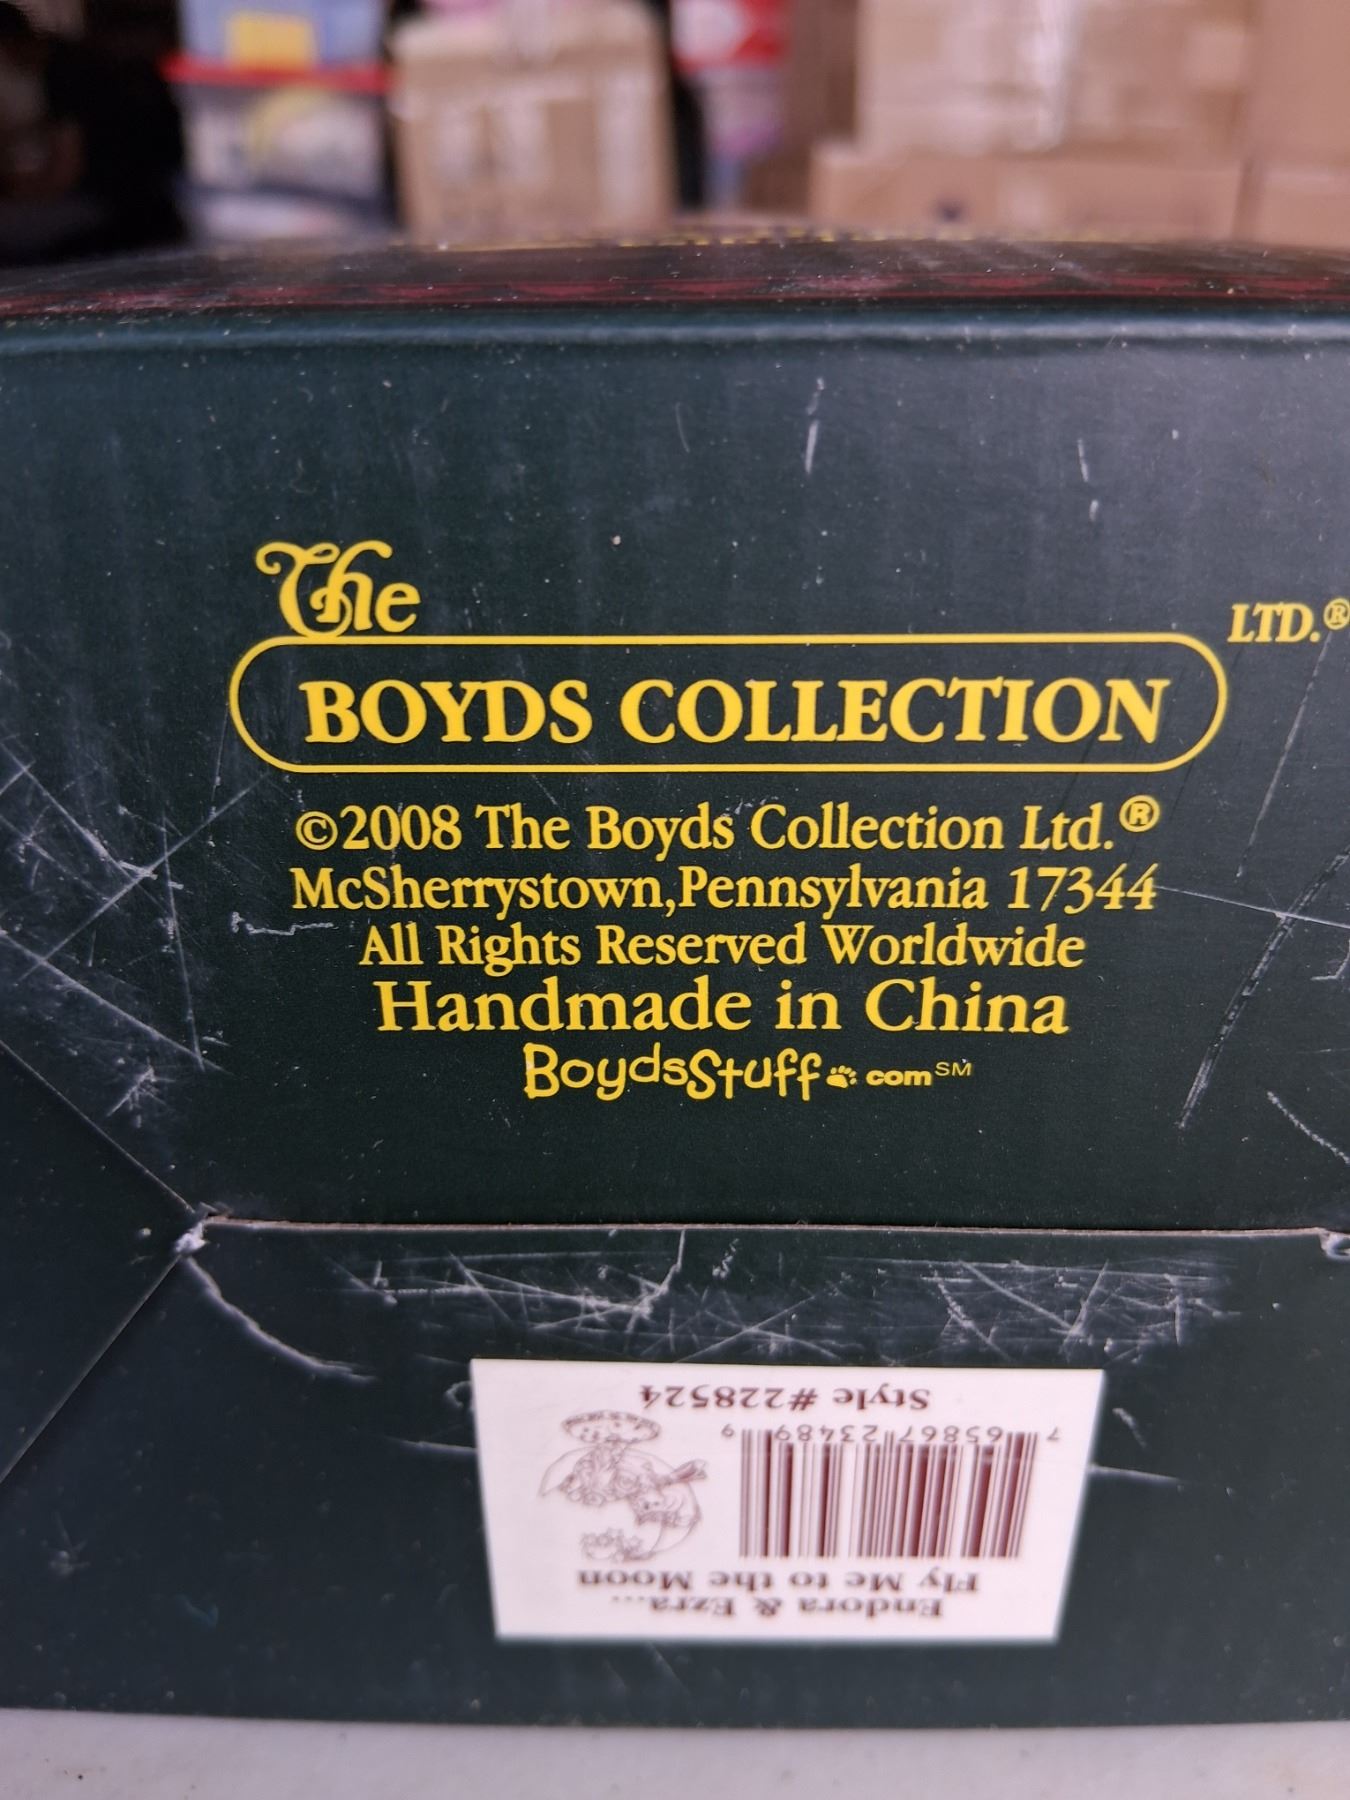 The
BOYDS COLLECTION LTD.®
©2008 The Boyds Collection Ltd.®
McSherrystown,Pennsylvania 17344
All Rights Reserved Worldwide
Handmade in China
BoydsStuff.com℠
Endora & Ezra...
Fly Me to the Moon
7 65867 23489 9
Style #228524